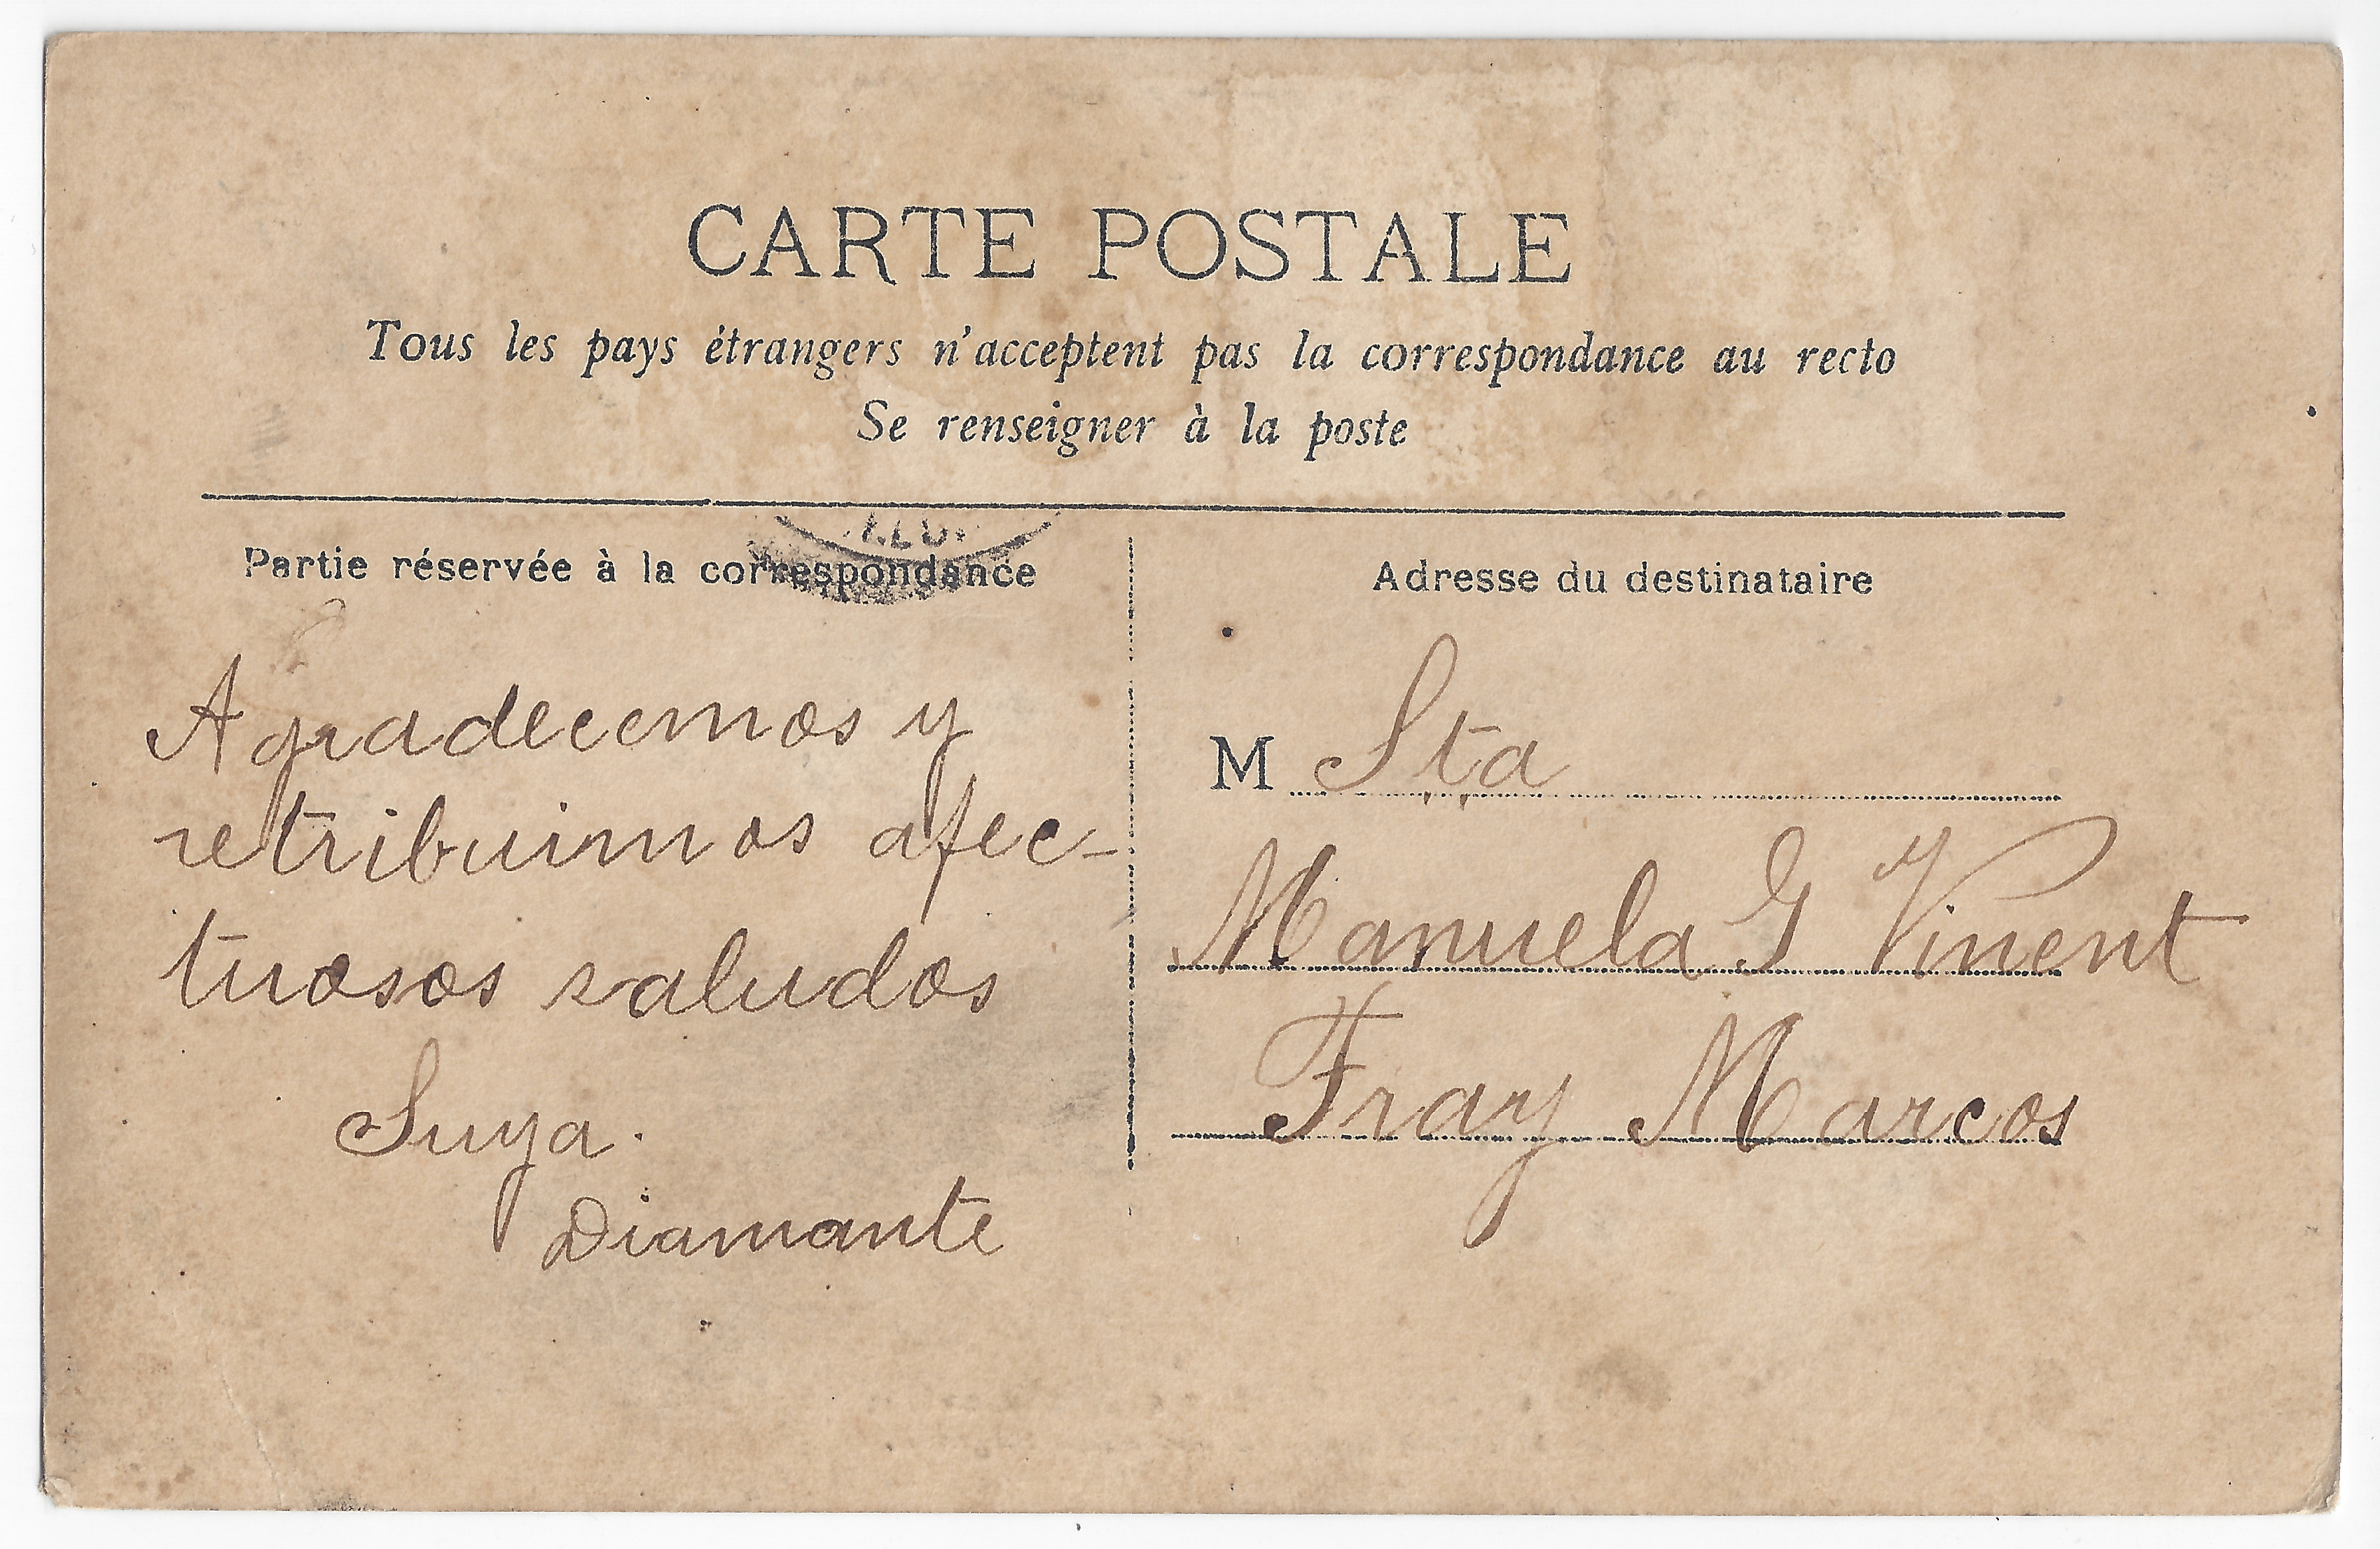 CARTE POSTALE
Tous les pays étrangers n'acceptent pas la correspondance au recto
Se renseigner à la poste
Partie réservée à la correspondance
Adresse du destinataire
Agradecemos y
retribuimos afec-
tuosos saludos
Suya.
Diamante
M Sta
Manuela G Vinent
Fray Marcos